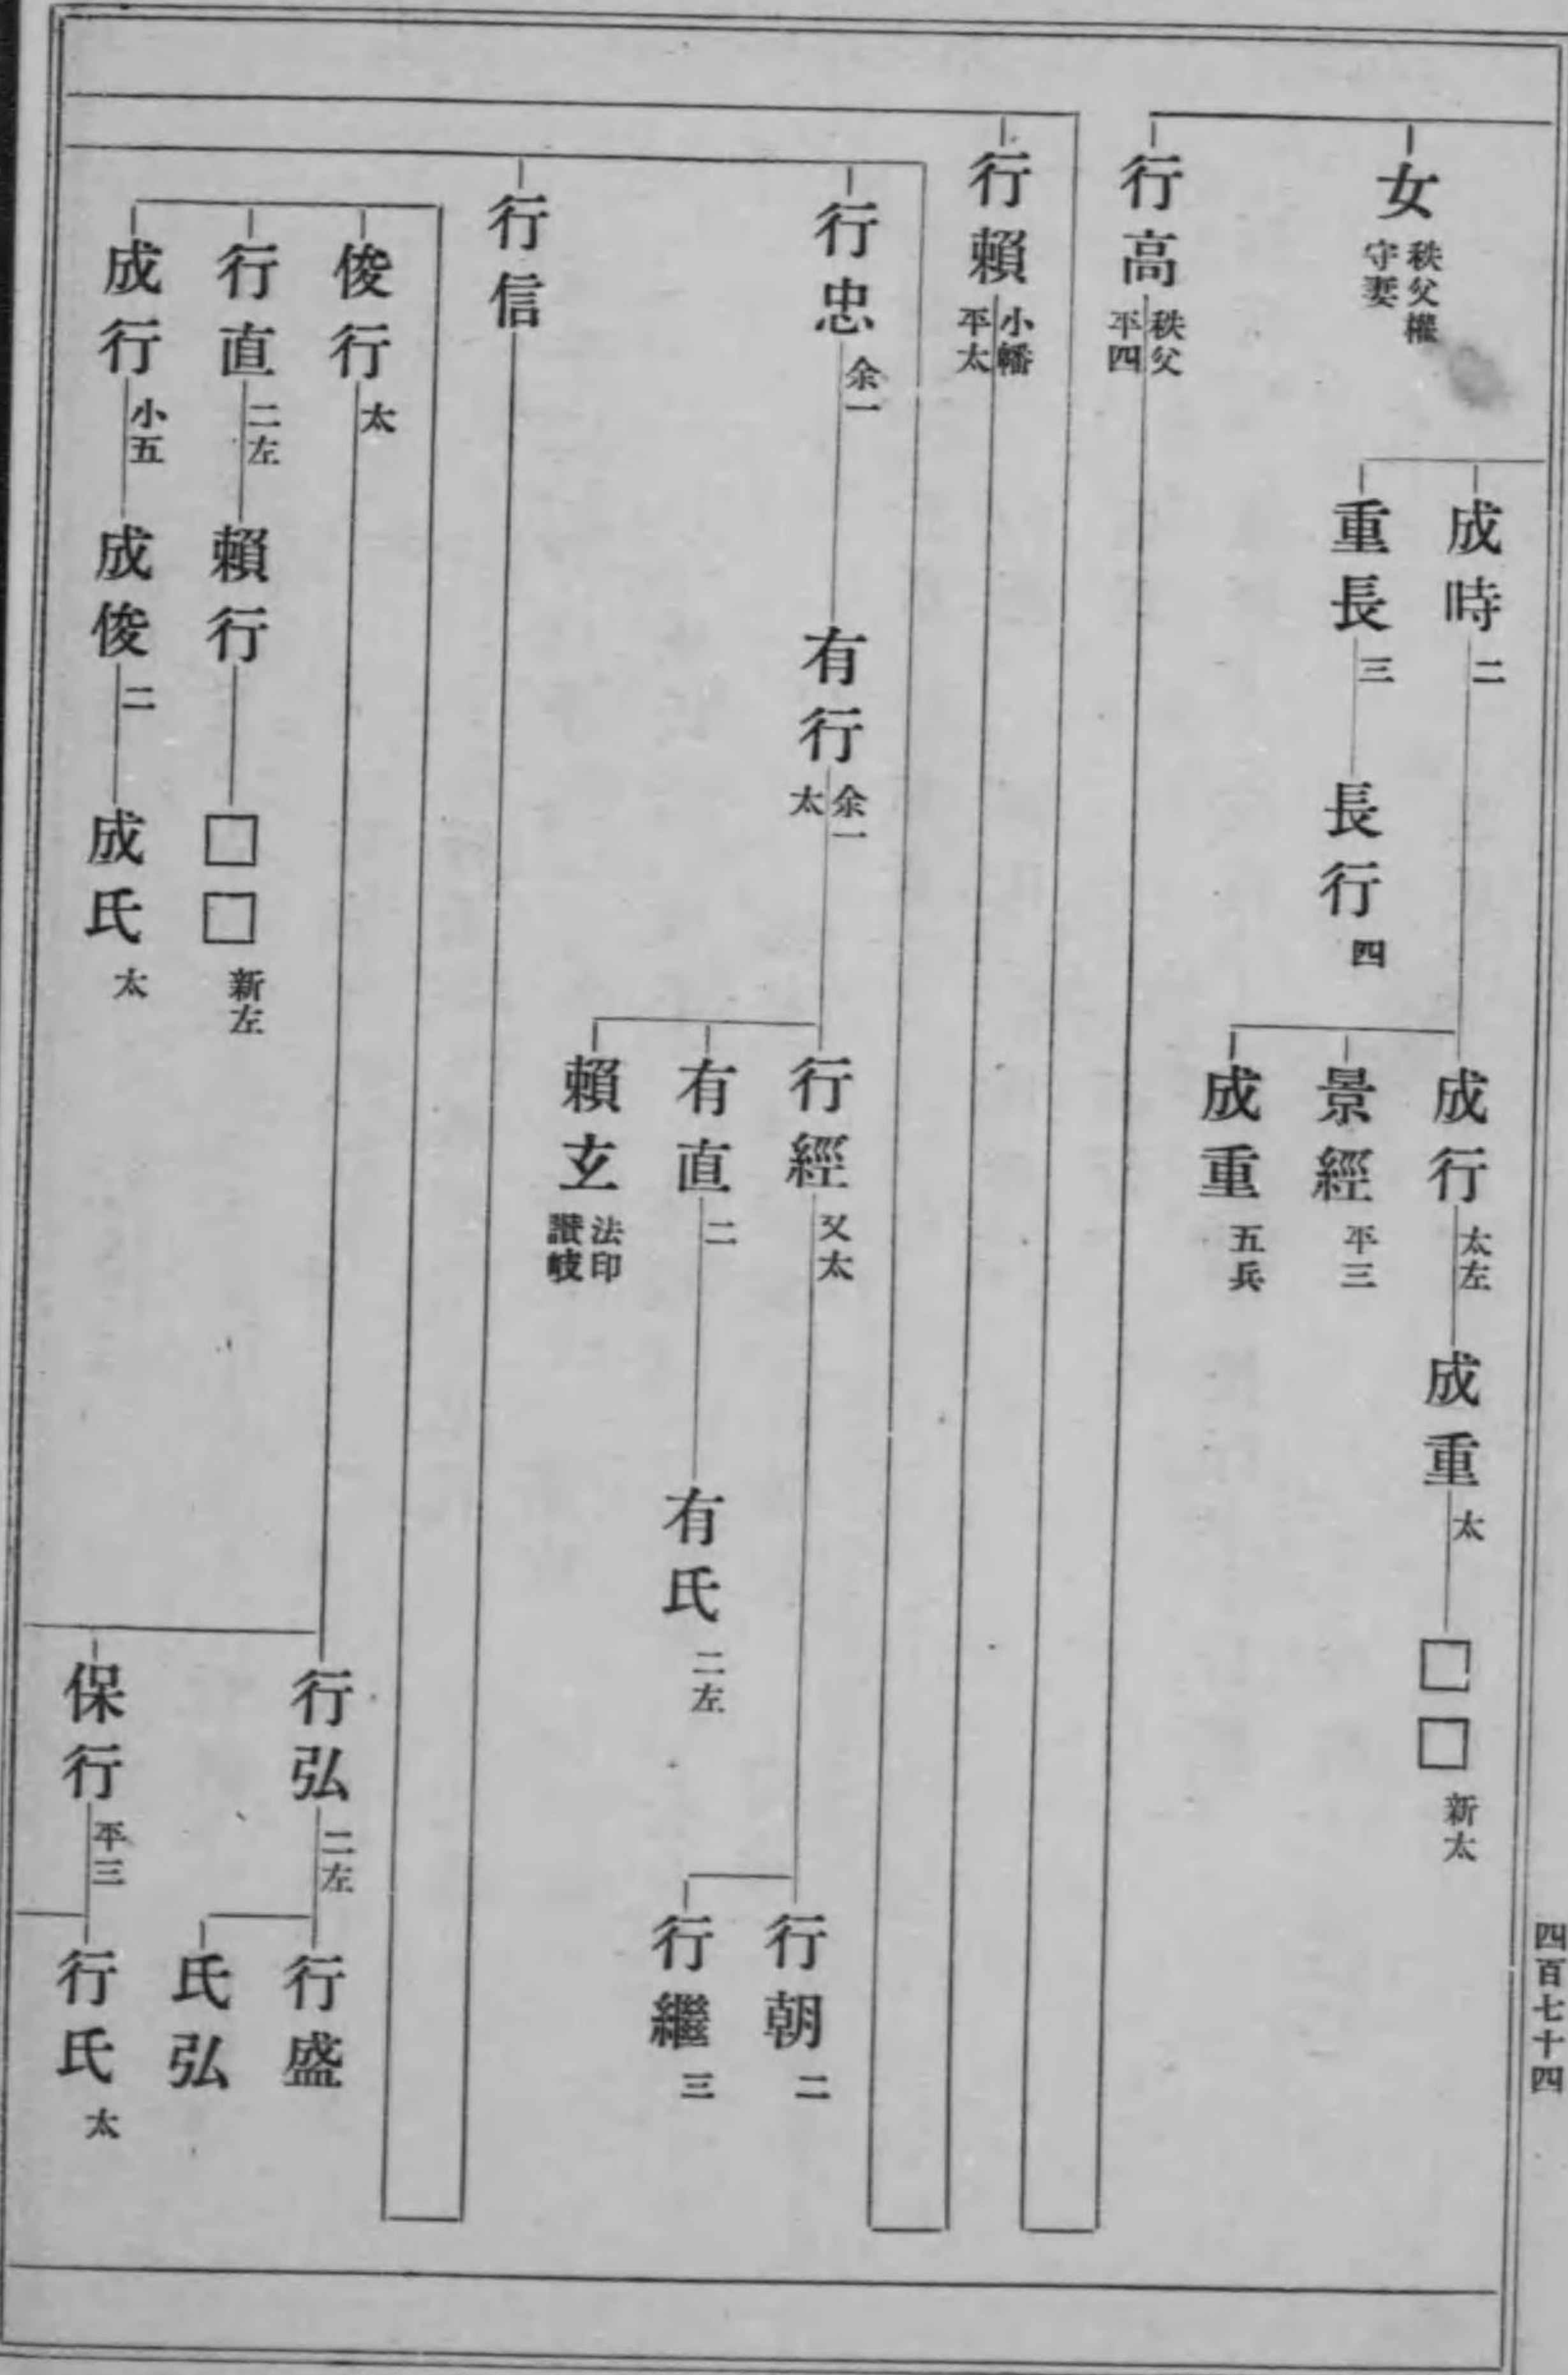 女 秩父權守妻
成時 二
成行 太左
成重 太
□□ 新太
景經 平三
成重 五兵
重長 三
長行 四
行高 秩父平四
行賴 小幡平太
行忠 余一
有行 余一太
行經 又太
行朝 二
行繼 三
有直 二
有氏 二左
賴玄 法印讚岐
行信
俊行 太
行弘 二左
行盛
氏弘
保行 平三
行氏 太
行直 二左
賴行
□□ 新左
成行 小五
成俊 二
成氏 太
四百七十四